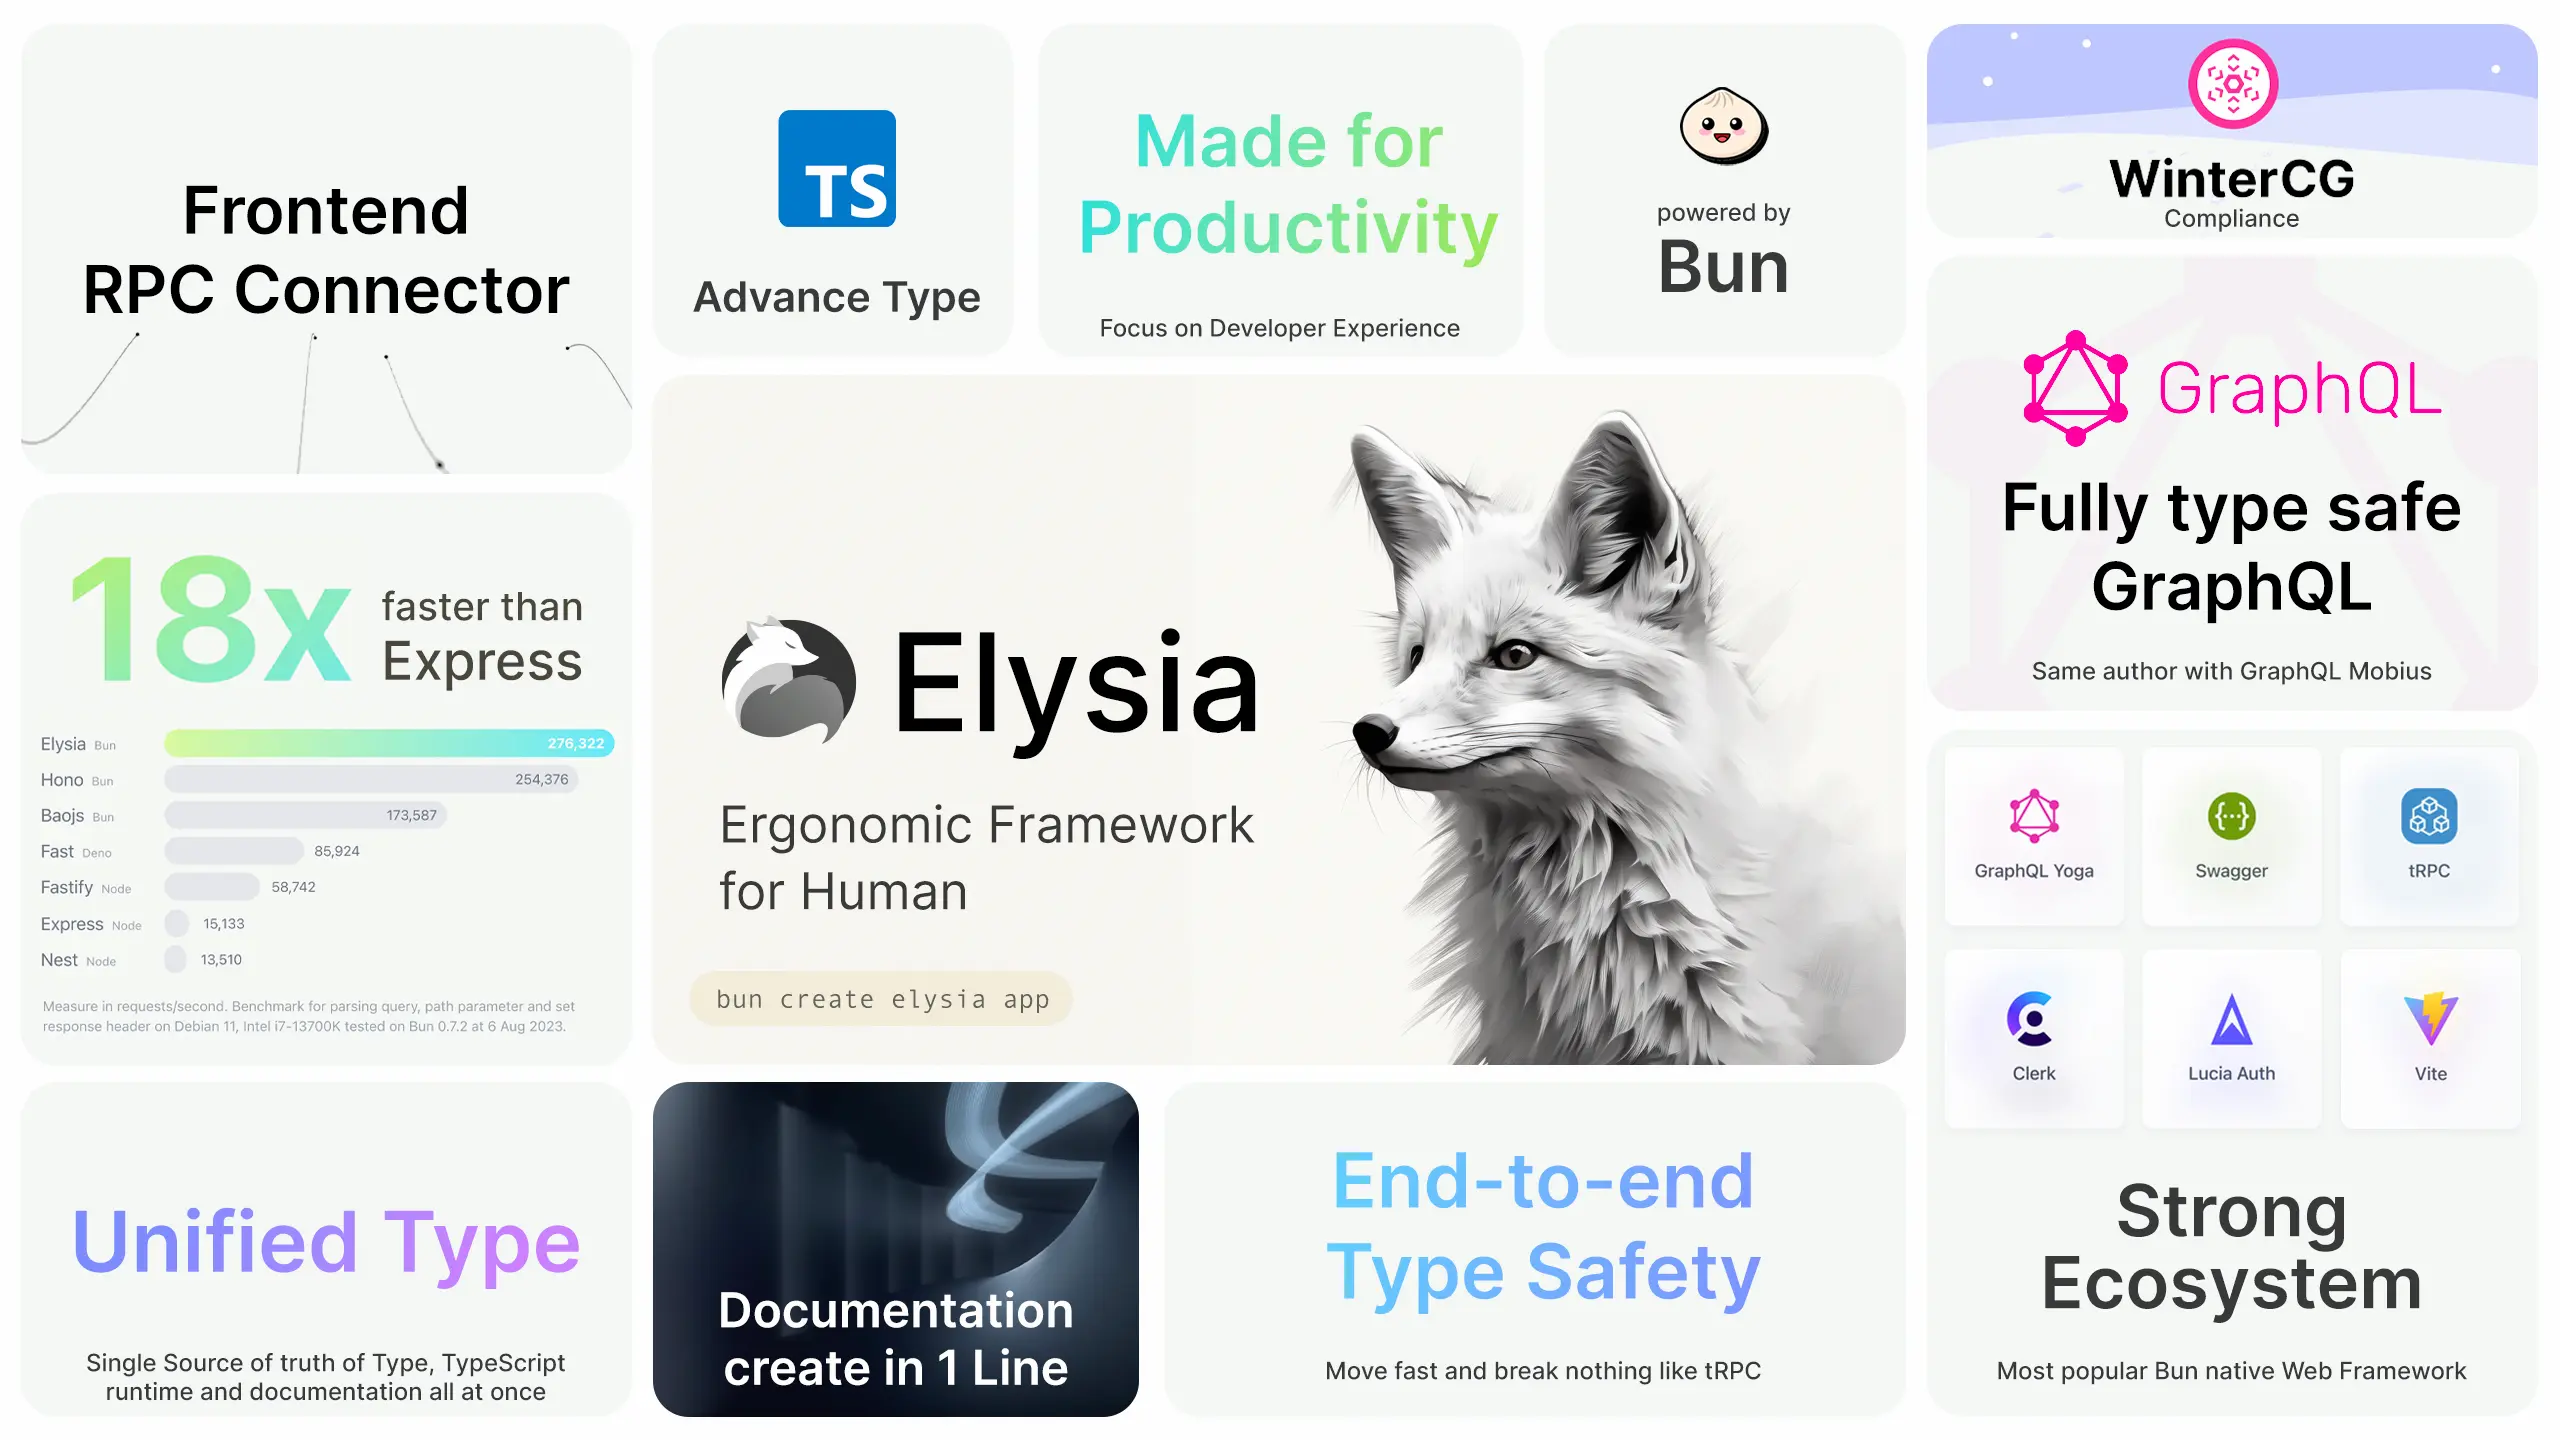 Frontend
RPC Connector
TS
Advance Type
Made for
Productivity
Focus on Developer Experience
powered by
Bun
WinterCG
Compliance
GraphQL
Fully type safe
GraphQL
Same author with GraphQL Mobius
18x
faster than
Express
Elysia Bun 276,322
Hono Bun 254,376
Baojs Bun 173,587
Fast Deno 85,924
Fastify Node 58,742
Express Node 15,133
Nest Node 13,510
Measure in requests/second. Benchmark for parsing query, path parameter and set
response header on Debian 11, Intel i7-13700K tested on Bun 0.7.2 at 6 Aug 2023.
Elysia
Ergonomic Framework
for Human
bun create elysia app
GraphQL Yoga
Swagger
tRPC
Clerk
Lucia Auth
Vite
Strong
Ecosystem
Most popular Bun native Web Framework
Unified Type
Single Source of truth of Type, TypeScript
runtime and documentation all at once
Documentation
create in 1 Line
End-to-end
Type Safety
Move fast and break nothing like tRPC